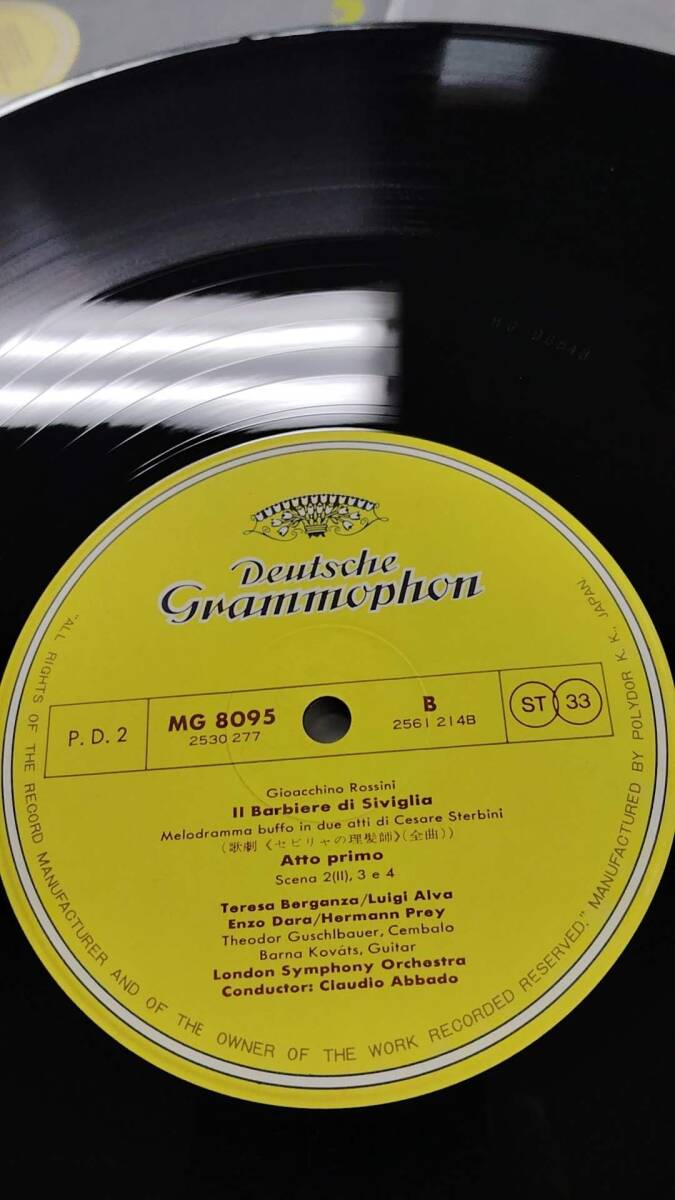 Deutsche
Grammophon
P. D. 2
MG 8095
2530 277
B
2561 214B
ST 33
Gioacchino Rossini
Il Barbiere di Siviglia
Melodramma buffo in due atti di Cesare Sterbini
(歌劇《セビリャの理髪師》(全曲))
Atto primo
Scena 2(II), 3 e 4
Teresa Berganza/Luigi Alva
Enzo Dara/Hermann Prey
Theodor Guschlbauer, Cembalo
Barna Kováts, Guitar
London Symphony Orchestra
Conductor: Claudio Abbado
"ALL RIGHTS OF THE RECORD MANUFACTURER AND OF THE OWNER OF THE WORK RECORDED RESERVED." MANUFACTURED BY POLYDOR K. K. JAPAN.